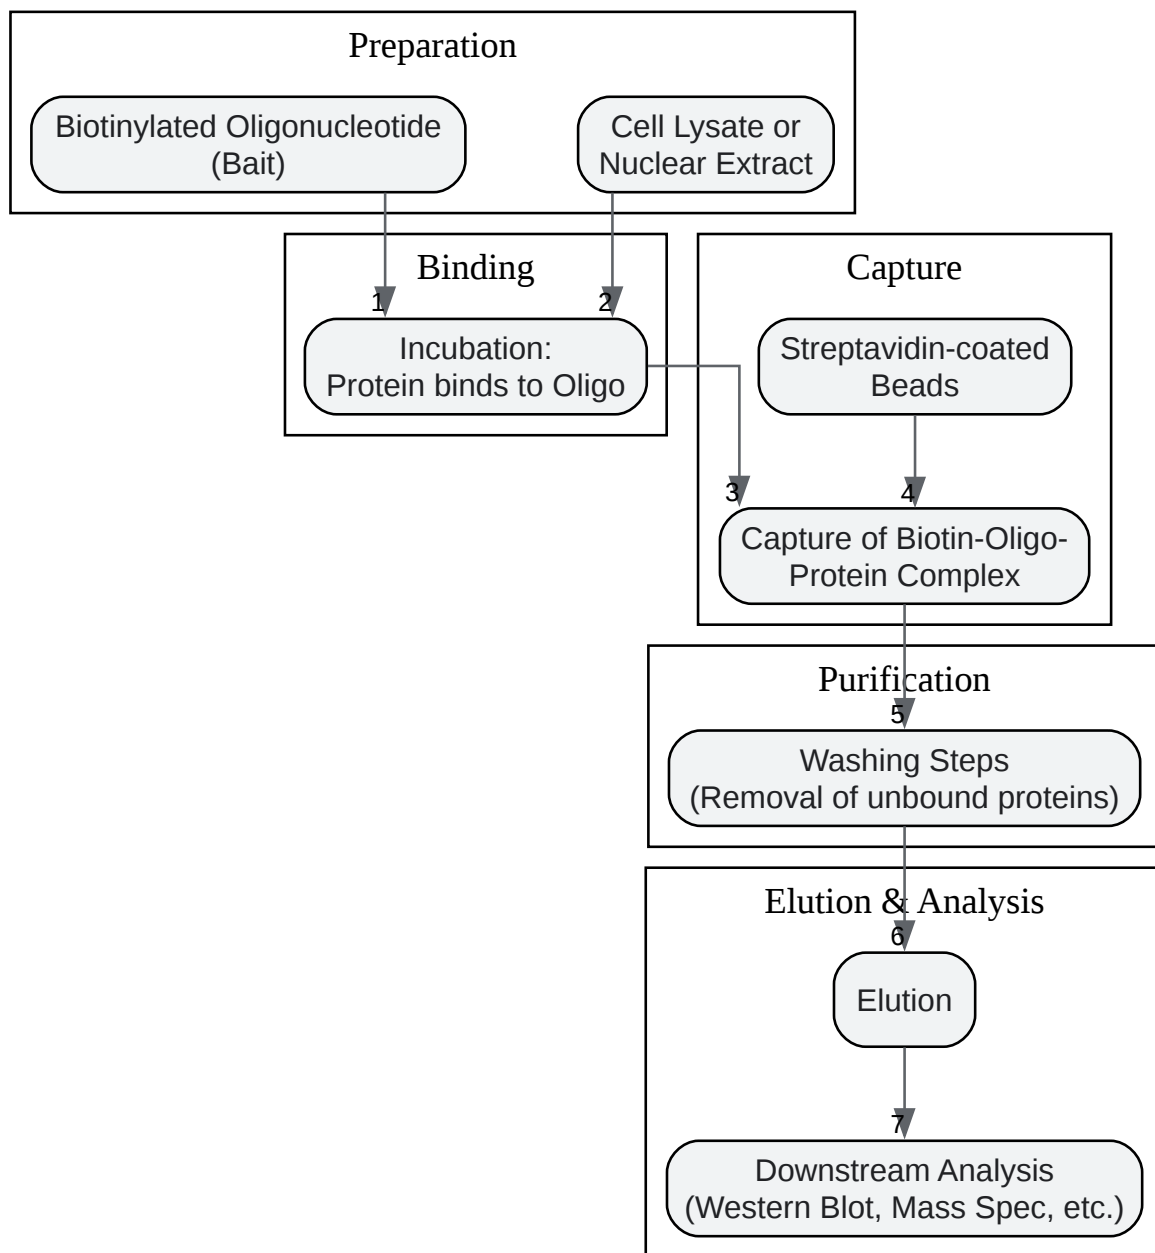 Preparation
Biotinylated Oligonucleotide
(Bait)
Cell Lysate or
Nuclear Extract
Binding
1
2
Incubation:
Protein binds to Oligo
Capture
Streptavidin-coated
Beads
3
4
Capture of Biotin-Oligo-
Protein Complex
Purification
5
Washing Steps
(Removal of unbound proteins)
Elution & Analysis
6
Elution
7
Downstream Analysis
(Western Blot, Mass Spec, etc.)